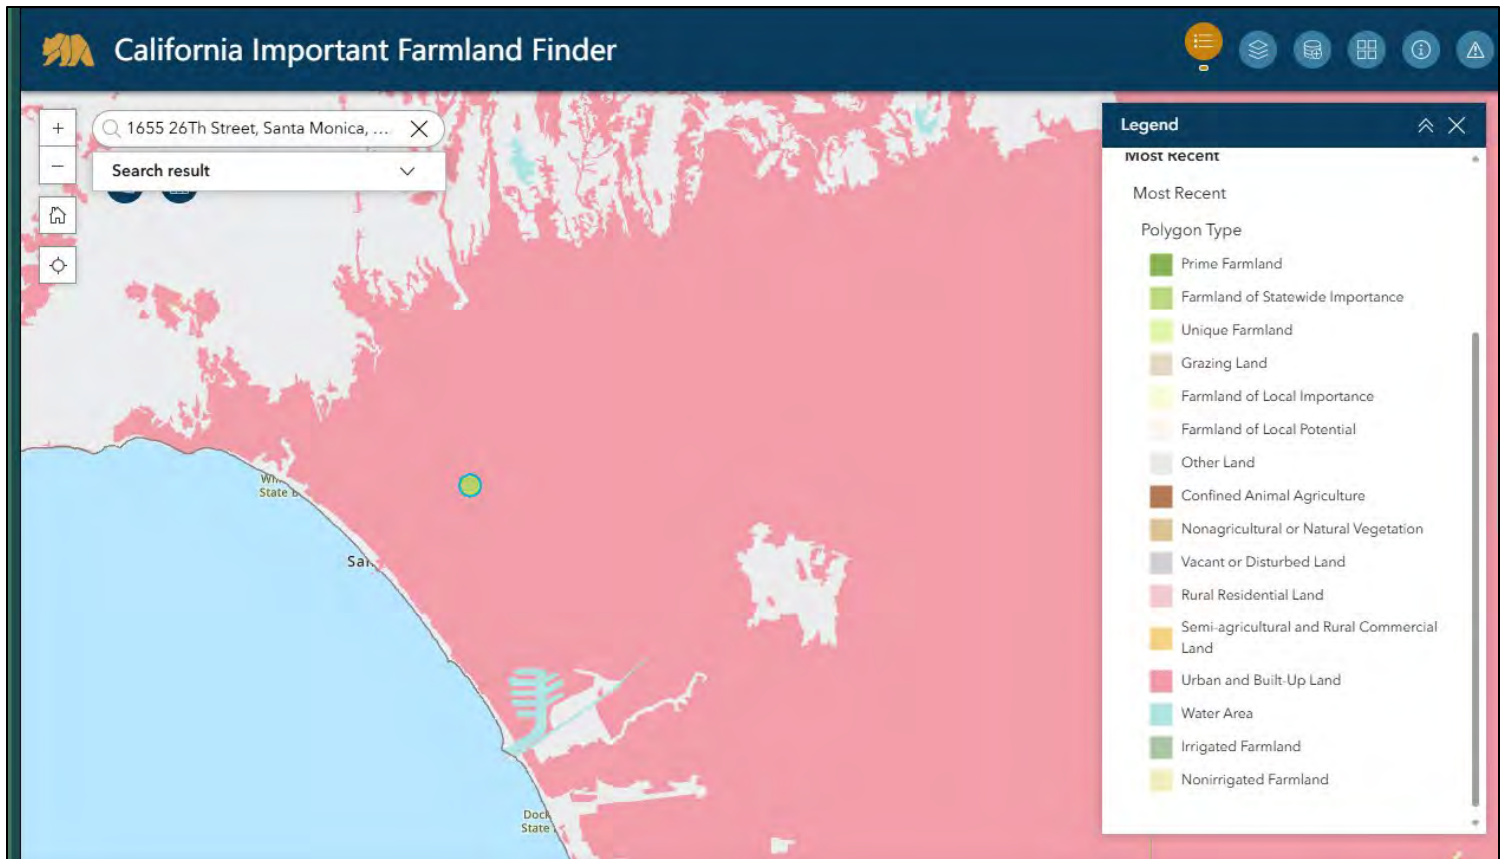 California Important Farmland Finder
1655 26Th Street, Santa Monica, ...
Search result
State
San
State
Legend
Most Recent
Most Recent
Polygon Type
Prime Farmland
Farmland of Statewide Importance
Unique Farmland
Grazing Land
Farmland of Local Importance
Farmland of Local Potential
Other Land
Confined Animal Agriculture
Nonagricultural or Natural Vegetation
Vacant or Disturbed Land
Rural Residential Land
Semi-agricultural and Rural Commercial
Land
Urban and Built-Up Land
Water Area
Irrigated Farmland
Nonirrigated Farmland